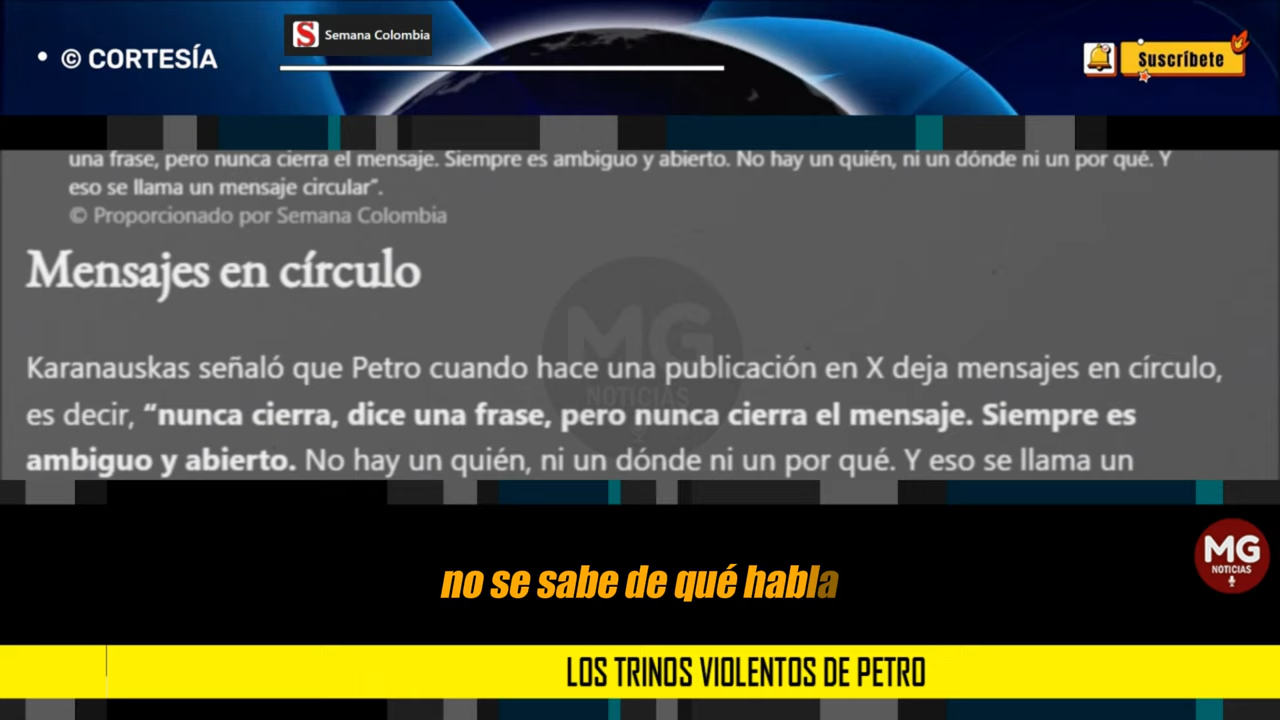 • © CORTESÍA
S Semana Colombia
Suscríbete
una frase, pero nunca cierra el mensaje. Siempre es ambiguo y abierto. No hay un quién, ni un dónde ni un por qué. Y
eso se llama un mensaje circular”.
© Proporcionado por Semana Colombia
Mensajes en círculo
MG
NOTICIAS
Karanauskas señaló que Petro cuando hace una publicación en X deja mensajes en círculo,
es decir, “nunca cierra, dice una frase, pero nunca cierra el mensaje. Siempre es
ambiguo y abierto. No hay un quién, ni un dónde ni un por qué. Y eso se llama un
MG
NOTICIAS
no se sabe de qué habla
LOS TRINOS VIOLENTOS DE PETRO